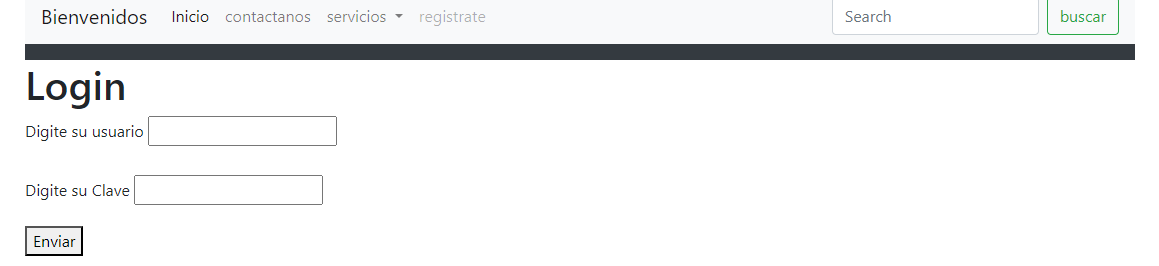 Bienvenidos Inicio contactanos servicios registrate Search buscar
Login
Digite su usuario
Digite su Clave
Enviar